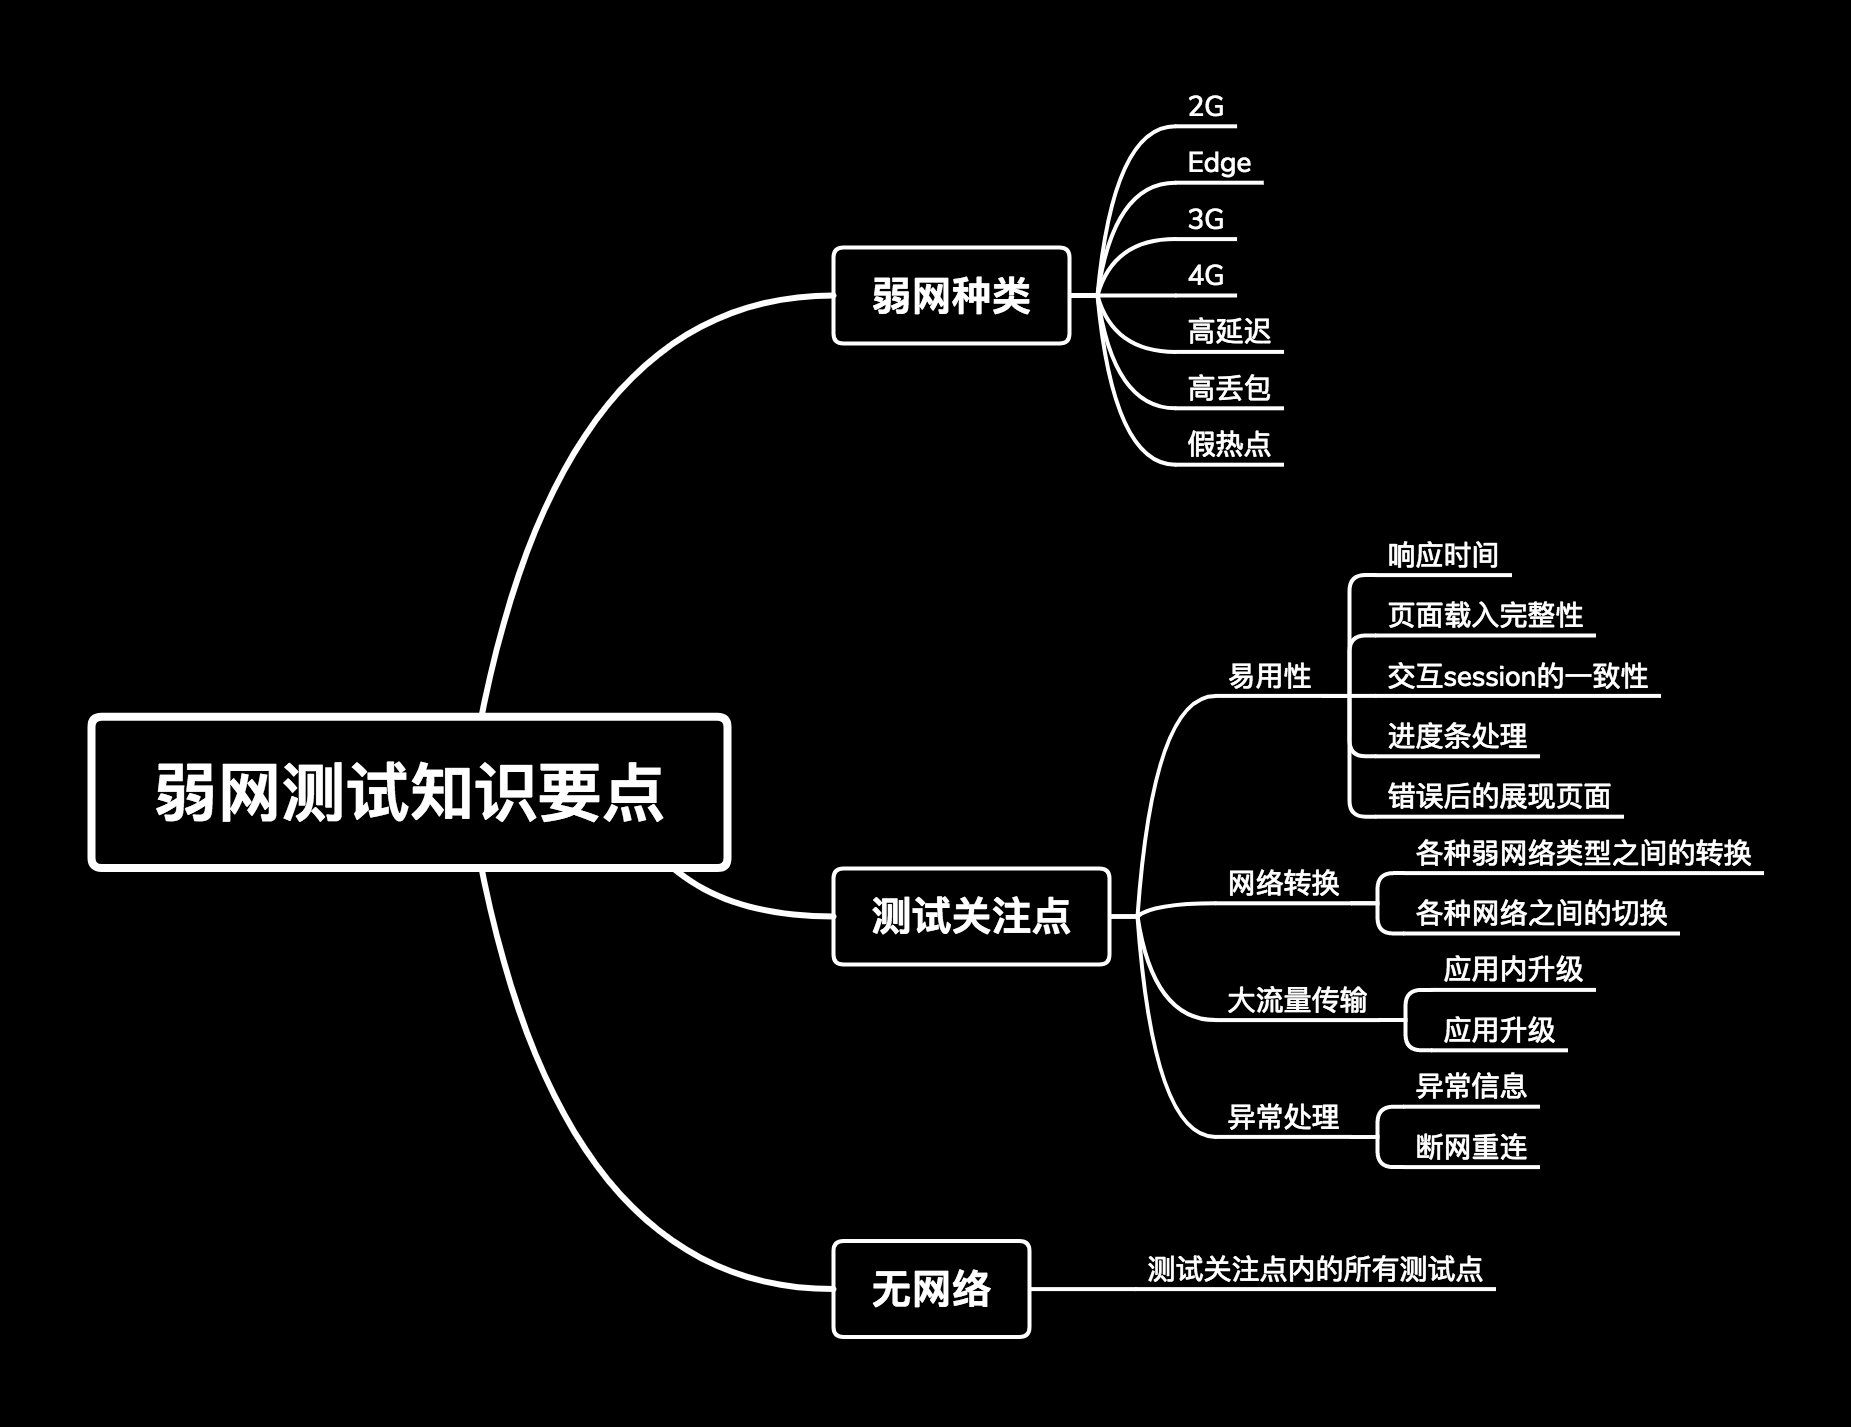 弱网测试知识要点
弱网种类
2G
Edge
3G
4G
高延迟
高丢包
假热点
测试关注点
易用性
响应时间
页面载入完整性
交互session的一致性
进度条处理
错误后的展现页面
网络转换
各种弱网络类型之间的转换
各种网络之间的切换
大流量传输
应用内升级
应用升级
异常处理
异常信息
断网重连
无网络
测试关注点内的所有测试点